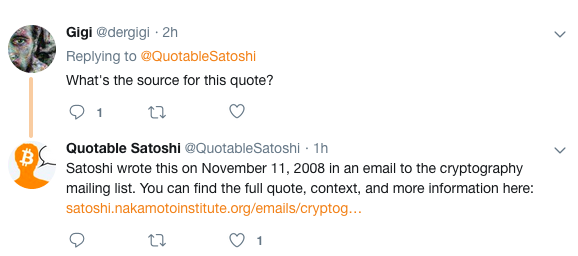 Gigi @dergigi · 2h
Replying to @QuotableSatoshi
What's the source for this quote?
1
Quotable Satoshi @QuotableSatoshi · 1h
Satoshi wrote this on November 11, 2008 in an email to the cryptography
mailing list. You can find the full quote, context, and more information here:
satoshi.nakamotoinstitute.org/emails/cryptog…
1